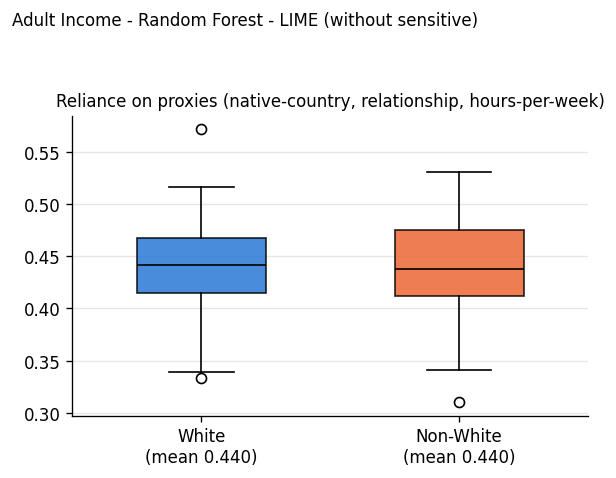 Adult Income - Random Forest - LIME (without sensitive)
Reliance on proxies (native-country, relationship, hours-per-week)
0.55
0.50
0.45
0.40
0.35
0.30
White
(mean 0.440)
Non-White
(mean 0.440)